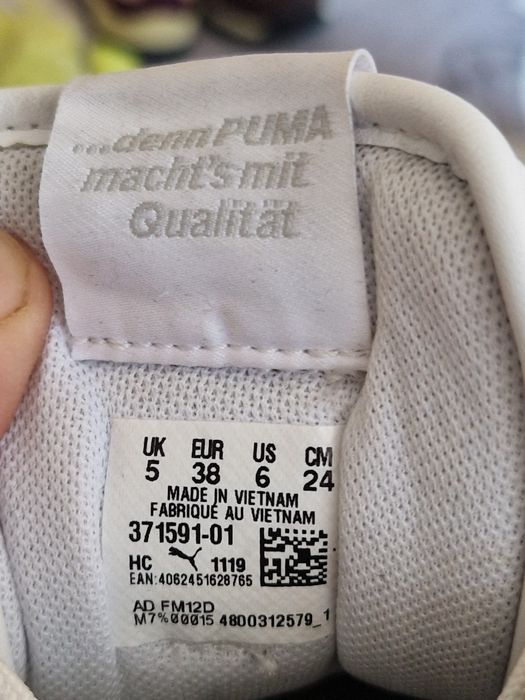 ...denn PUMA
macht's mit
Qualität
UK EUR US CM
5 38 6 24
MADE IN VIETNAM
FABRIQUÉ AU VIETNAM
371591-01
HC 1119
EAN:4062451628765
AD FM12D
M7%00015 4800312579_1